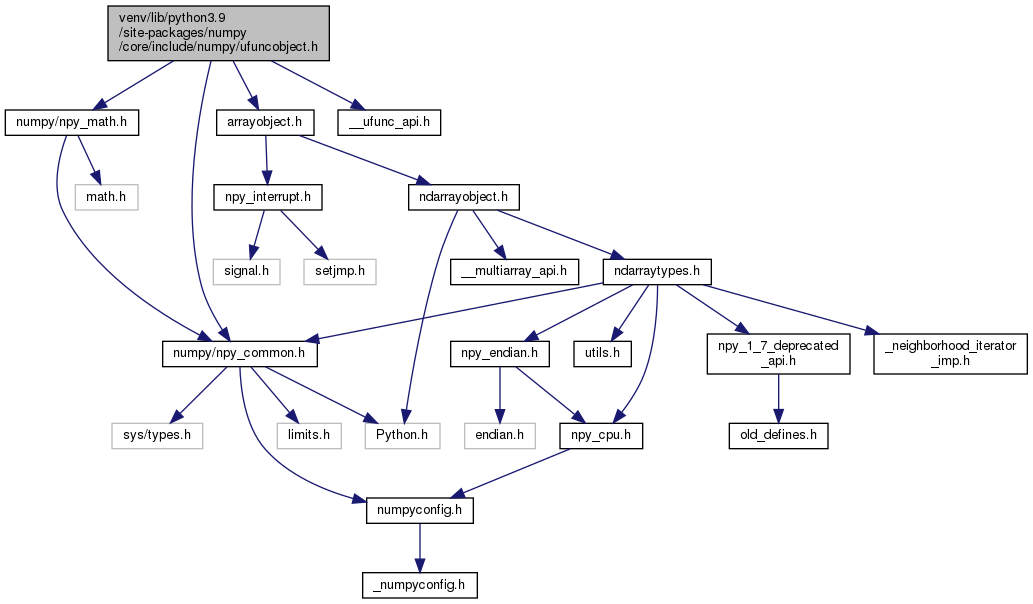 venv/lib/python3.9
/site-packages/numpy
/core/include/numpy/ufuncobject.h
numpy/npy_math.h
arrayobject.h
__ufunc_api.h
math.h
npy_interrupt.h
ndarrayobject.h
signal.h
setjmp.h
__multiarray_api.h
ndarraytypes.h
numpy/npy_common.h
npy_endian.h
utils.h
npy_1_7_deprecated
_api.h
_neighborhood_iterator
_imp.h
sys/types.h
limits.h
Python.h
endian.h
npy_cpu.h
old_defines.h
numpyconfig.h
_numpyconfig.h